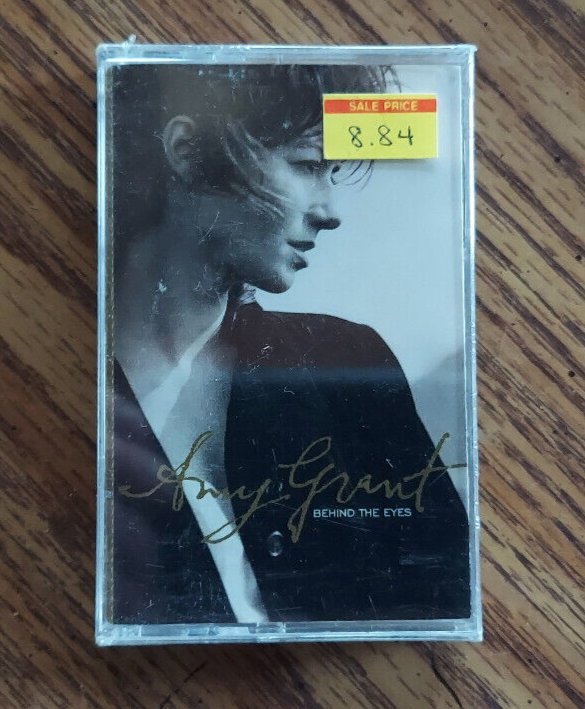 SALE PRICE
8.84
Amy Grant
BEHIND THE EYES